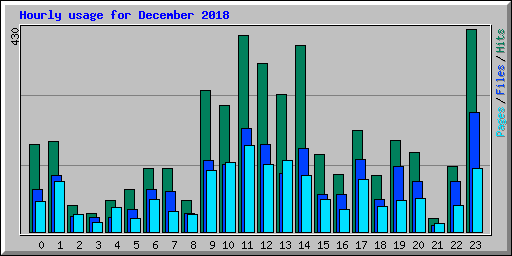 Hourly usage for December 2018
430
Pages / Files / Hits
0 1 2 3 4 5 6 7 8 9 10 11 12 13 14 15 16 17 18 19 20 21 22 23